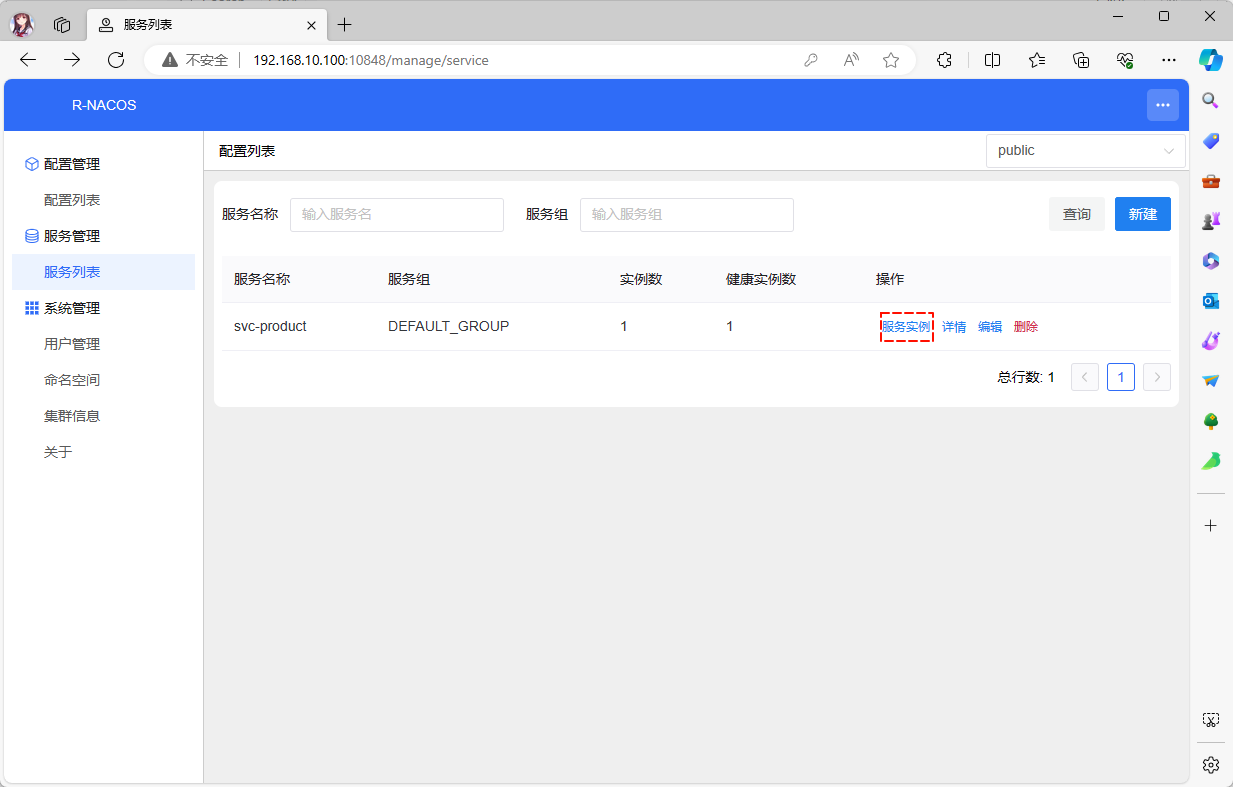 服务列表
不安全 192.168.10.100:10848/manage/service
R-NACOS
配置管理
配置列表
服务管理
服务列表
系统管理
用户管理
命名空间
集群信息
关于
配置列表 public
服务名称 输入服务名 服务组 输入服务组 查询 新建
服务名称 服务组 实例数 健康实例数 操作
svc-product DEFAULT_GROUP 1 1 服务实例 详情 编辑 删除
总行数: 1 1